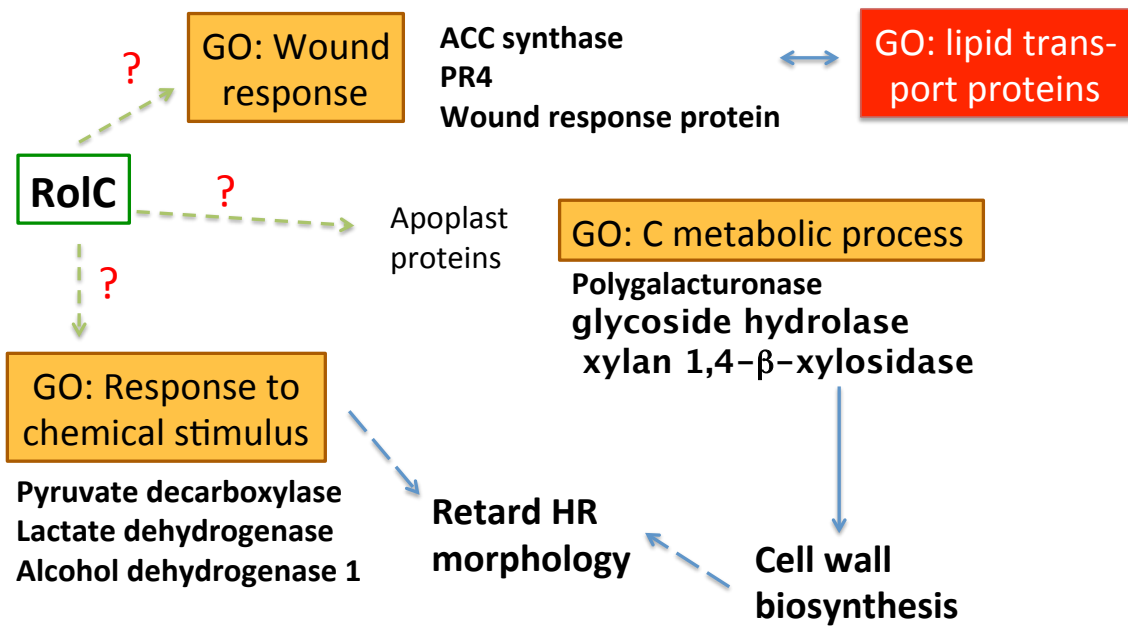 GO: Wound
response
ACC synthase
PR4
Wound response protein
GO: lipid trans-
port proteins
?
RolC
?
Apoplast
proteins
GO: C metabolic process
Polygalacturonase
glycoside hydrolase
xylan 1,4-β-xylosidase
?
GO: Response to
chemical stimulus
Pyruvate decarboxylase
Lactate dehydrogenase
Alcohol dehydrogenase 1
Retard HR
morphology
Cell wall
biosynthesis